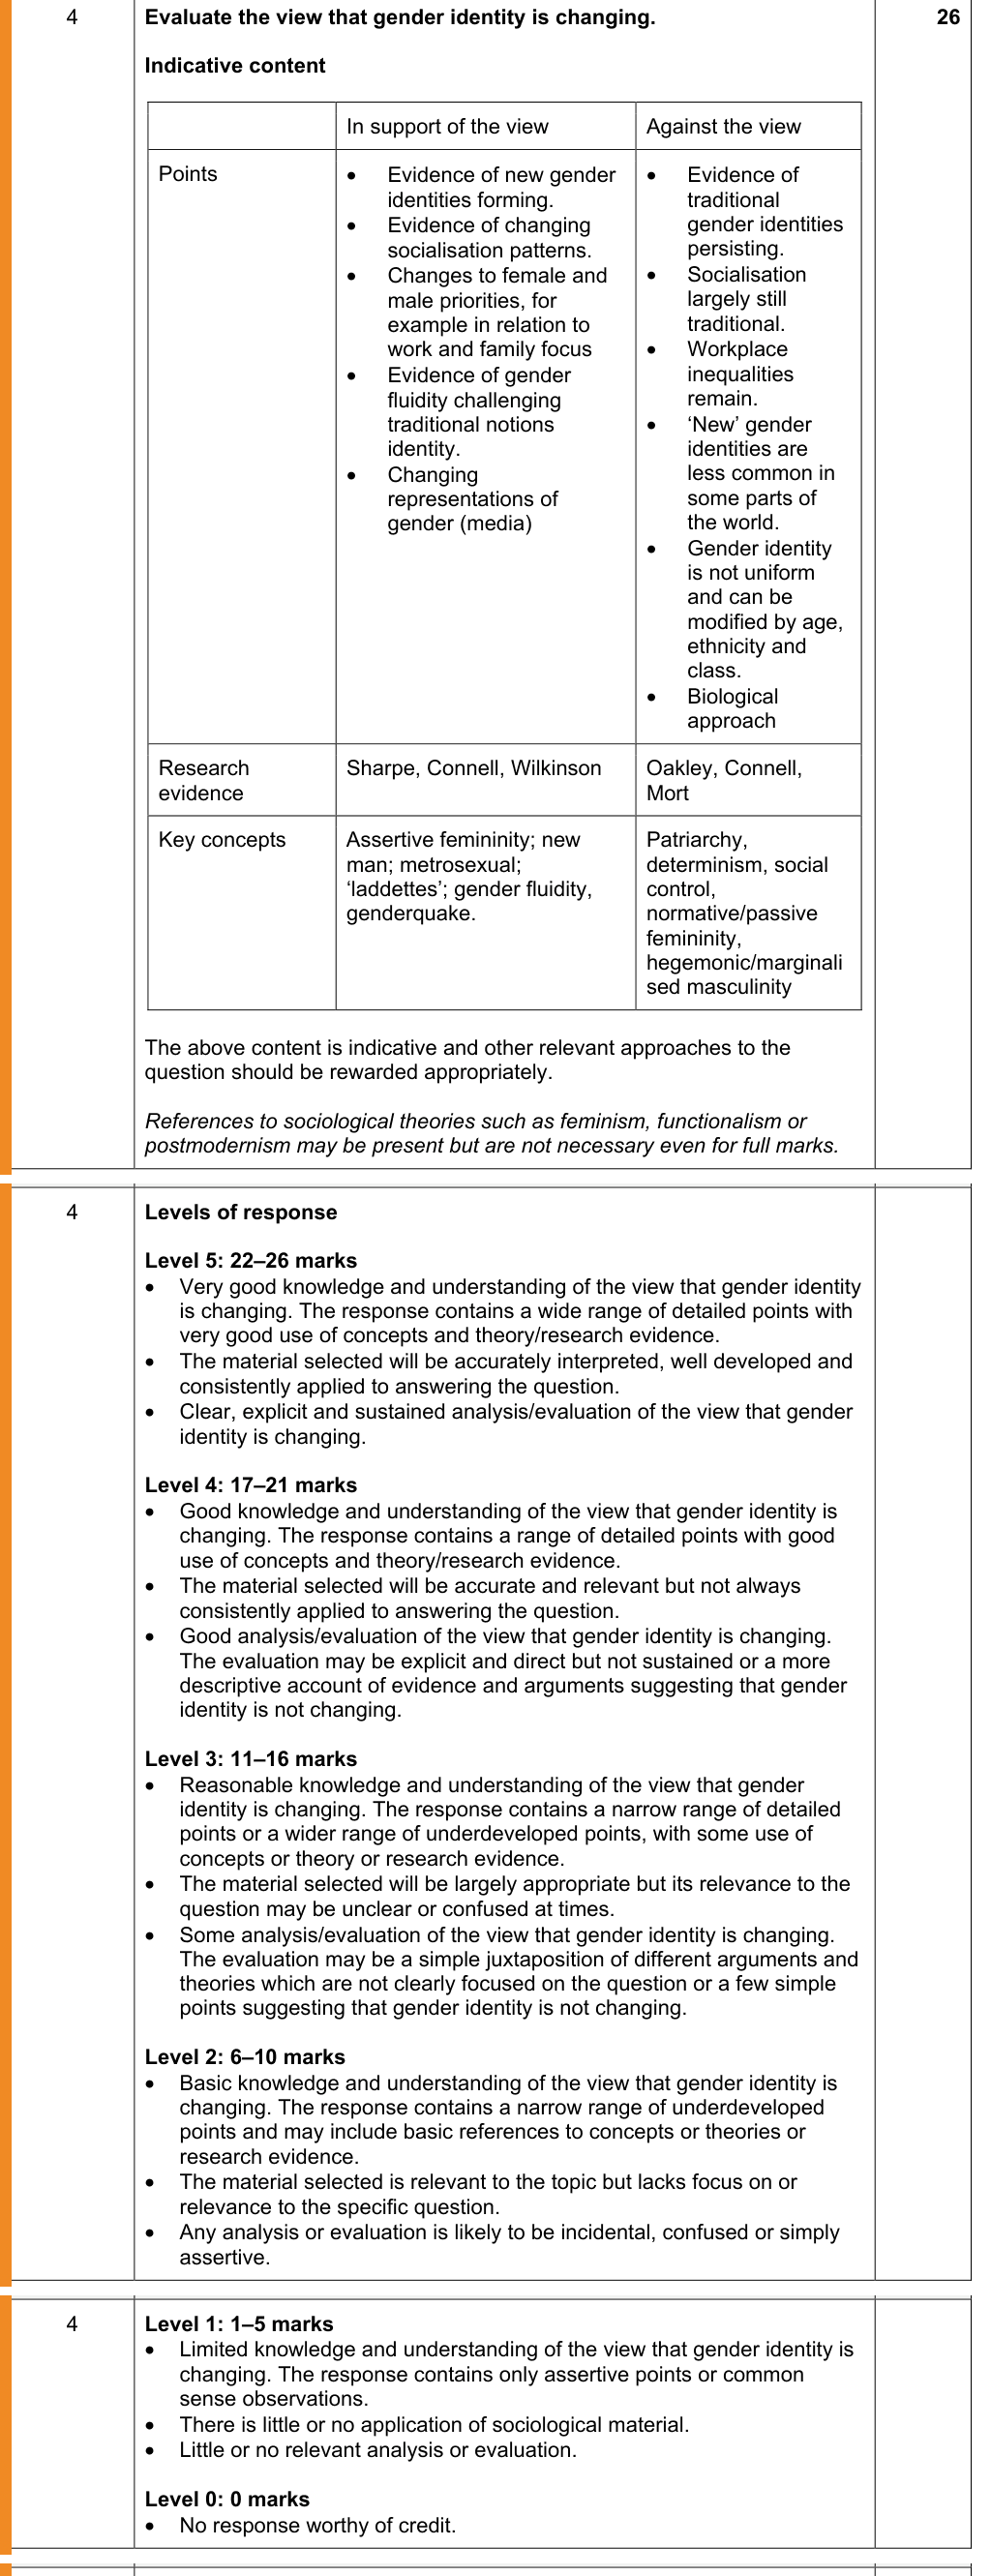 4
Evaluate the view that gender identity is changing.
26
Indicative content
In support of the view
Against the view
Points
• Evidence of new gender
identities forming.
• Evidence of changing
socialisation patterns.
• Changes to female and
male priorities, for
example in relation to
work and family focus
• Evidence of gender
fluidity challenging
traditional notions
identity.
• Changing
representations of
gender (media)
• Evidence of
traditional
gender identities
persisting.
• Socialisation
largely still
traditional.
• Workplace
inequalities
remain.
• ‘New’ gender
identities are
less common in
some parts of
the world.
• Gender identity
is not uniform
and can be
modified by age,
ethnicity and
class.
• Biological
approach
Research
evidence
Sharpe, Connell, Wilkinson
Oakley, Connell,
Mort
Key concepts
Assertive femininity; new
man; metrosexual;
‘laddettes’; gender fluidity,
genderquake.
Patriarchy,
determinism, social
control,
normative/passive
femininity,
hegemonic/marginali
sed masculinity
The above content is indicative and other relevant approaches to the
question should be rewarded appropriately.
References to sociological theories such as feminism, functionalism or
postmodernism may be present but are not necessary even for full marks.
4
Levels of response
Level 5: 22–26 marks
• Very good knowledge and understanding of the view that gender identity
is changing. The response contains a wide range of detailed points with
very good use of concepts and theory/research evidence.
• The material selected will be accurately interpreted, well developed and
consistently applied to answering the question.
• Clear, explicit and sustained analysis/evaluation of the view that gender
identity is changing.
Level 4: 17–21 marks
• Good knowledge and understanding of the view that gender identity is
changing. The response contains a range of detailed points with good
use of concepts and theory/research evidence.
• The material selected will be accurate and relevant but not always
consistently applied to answering the question.
• Good analysis/evaluation of the view that gender identity is changing.
The evaluation may be explicit and direct but not sustained or a more
descriptive account of evidence and arguments suggesting that gender
identity is not changing.
Level 3: 11–16 marks
• Reasonable knowledge and understanding of the view that gender
identity is changing. The response contains a narrow range of detailed
points or a wider range of underdeveloped points, with some use of
concepts or theory or research evidence.
• The material selected will be largely appropriate but its relevance to the
question may be unclear or confused at times.
• Some analysis/evaluation of the view that gender identity is changing.
The evaluation may be a simple juxtaposition of different arguments and
theories which are not clearly focused on the question or a few simple
points suggesting that gender identity is not changing.
Level 2: 6–10 marks
• Basic knowledge and understanding of the view that gender identity is
changing. The response contains a narrow range of underdeveloped
points and may include basic references to concepts or theories or
research evidence.
• The material selected is relevant to the topic but lacks focus on or
relevance to the specific question.
• Any analysis or evaluation is likely to be incidental, confused or simply
assertive.
4
Level 1: 1–5 marks
• Limited knowledge and understanding of the view that gender identity is
changing. The response contains only assertive points or common
sense observations.
• There is little or no application of sociological material.
• Little or no relevant analysis or evaluation.
Level 0: 0 marks
• No response worthy of credit.